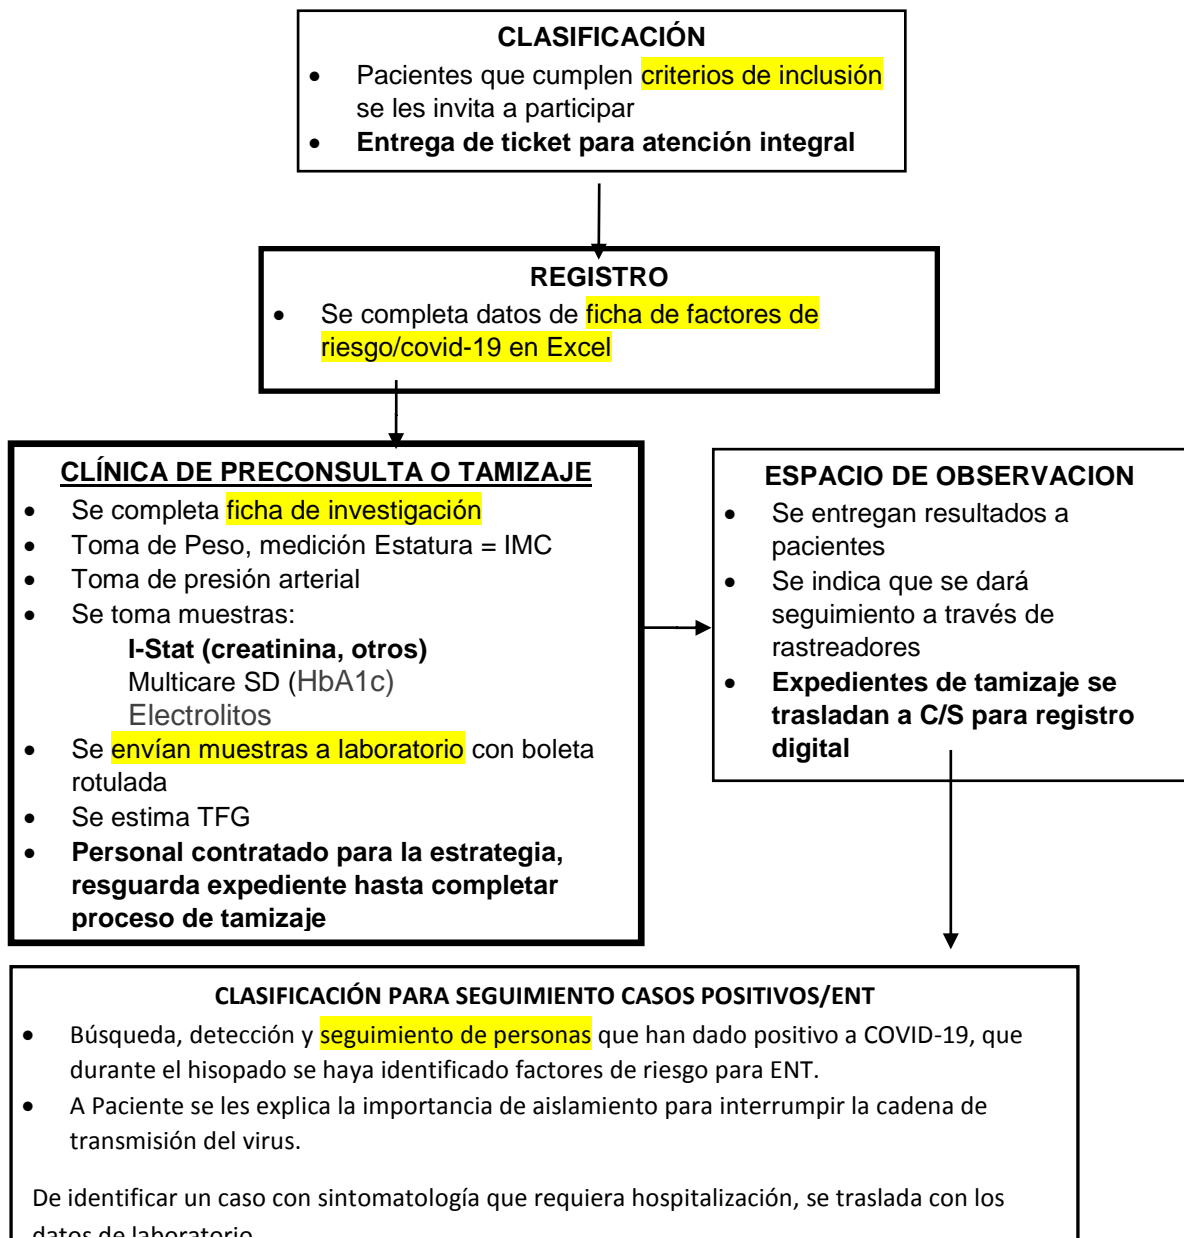 CLASIFICACIÓN
• Pacientes que cumplen criterios de inclusión
se les invita a participar
• Entrega de ticket para atención integral
REGISTRO
• Se completa datos de ficha de factores de
riesgo/covid-19 en Excel
CLÍNICA DE PRECONSULTA O TAMIZAJE
• Se completa ficha de investigación
• Toma de Peso, medición Estatura = IMC
• Toma de presión arterial
• Se toma muestras:
I-Stat (creatinina, otros)
Multicare SD (HbA1c)
Electrolitos
• Se envían muestras a laboratorio con boleta
rotulada
• Se estima TFG
• Personal contratado para la estrategia,
resguarda expediente hasta completar
proceso de tamizaje
ESPACIO DE OBSERVACION
• Se entregan resultados a
pacientes
• Se indica que se dará
seguimiento a través de
rastreadores
• Expedientes de tamizaje se
trasladan a C/S para registro
digital
CLASIFICACIÓN PARA SEGUIMIENTO CASOS POSITIVOS/ENT
• Búsqueda, detección y seguimiento de personas que han dado positivo a COVID-19, que
durante el hisopado se haya identificado factores de riesgo para ENT.
• A Paciente se les explica la importancia de aislamiento para interrumpir la cadena de
transmisión del virus.
De identificar un caso con sintomatología que requiera hospitalización, se traslada con los
datos de laboratorio